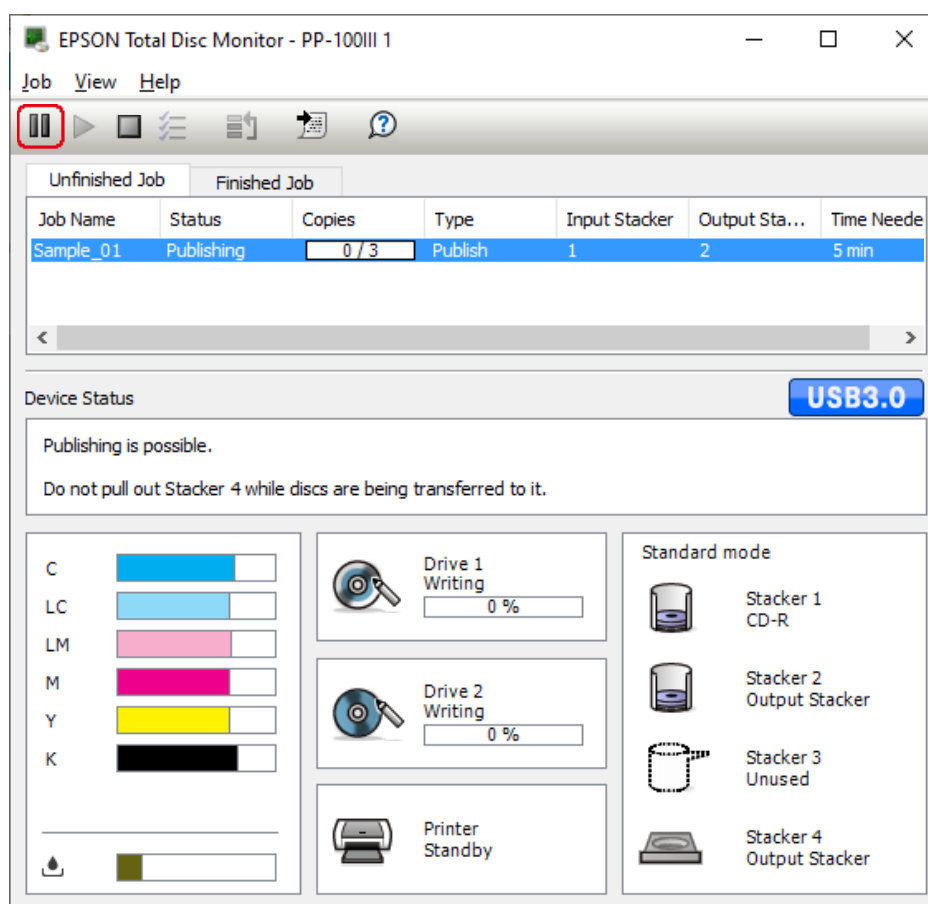 EPSON Total Disc Monitor - PP-100III 1
Job View Help
Unfinished Job Finished Job
Job Name Status Copies Type Input Stacker Output Sta... Time Neede
Sample_01 Publishing 0 / 3 Publish 1 2 5 min
Device Status USB3.0
Publishing is possible.
Do not pull out Stacker 4 while discs are being transferred to it.
C
LC
LM
M
Y
K
Drive 1
Writing
0 %
Drive 2
Writing
0 %
Printer
Standby
Standard mode
Stacker 1
CD-R
Stacker 2
Output Stacker
Stacker 3
Unused
Stacker 4
Output Stacker